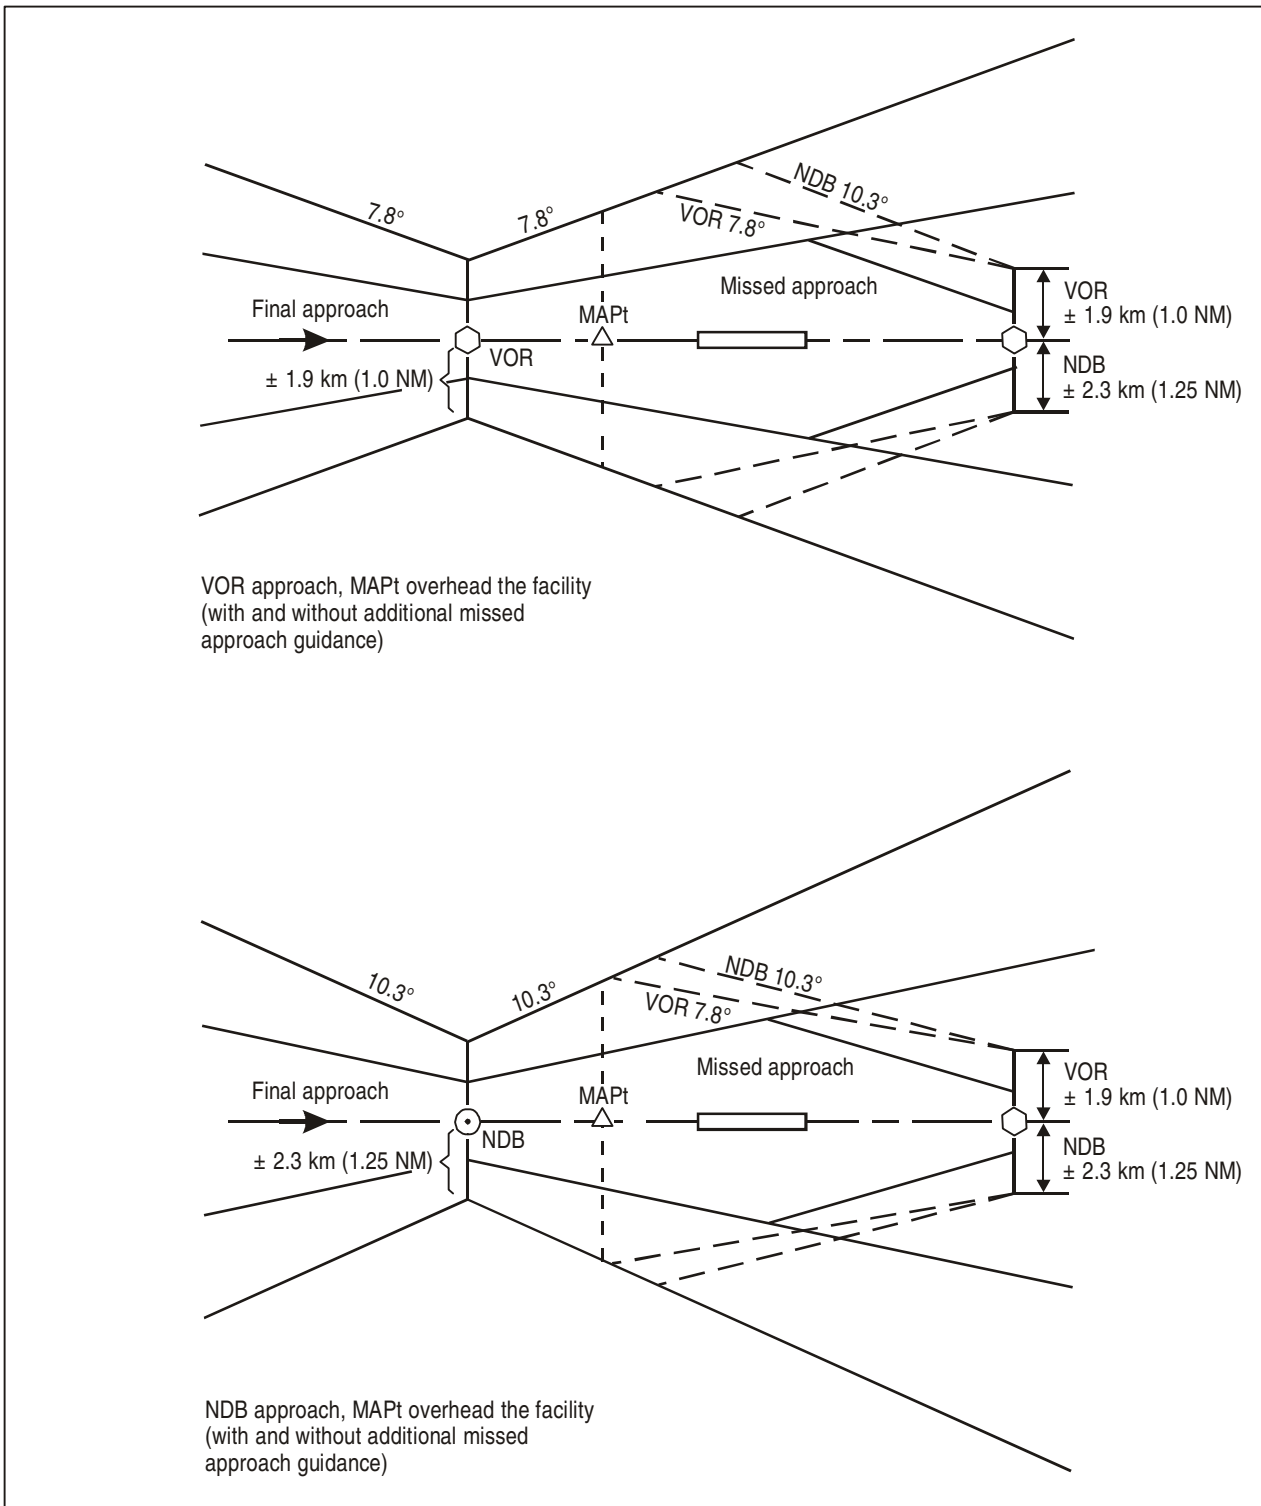 NDB 10.3°
7.8°
7.8°
VOR 7.8°
Final approach
Missed approach
VOR
± 1.9 km (1.0 NM)
MAPt
VOR
± 1.9 km (1.0 NM)
NDB
± 2.3 km (1.25 NM)
VOR approach, MAPt overhead the facility
(with and without additional missed
approach guidance)
NDB 10.3°
10.3°
10.3°
VOR 7.8°
Final approach
Missed approach
VOR
± 1.9 km (1.0 NM)
MAPt
NDB
± 2.3 km (1.25 NM)
NDB
± 2.3 km (1.25 NM)
NDB approach, MAPt overhead the facility
(with and without additional missed
approach guidance)